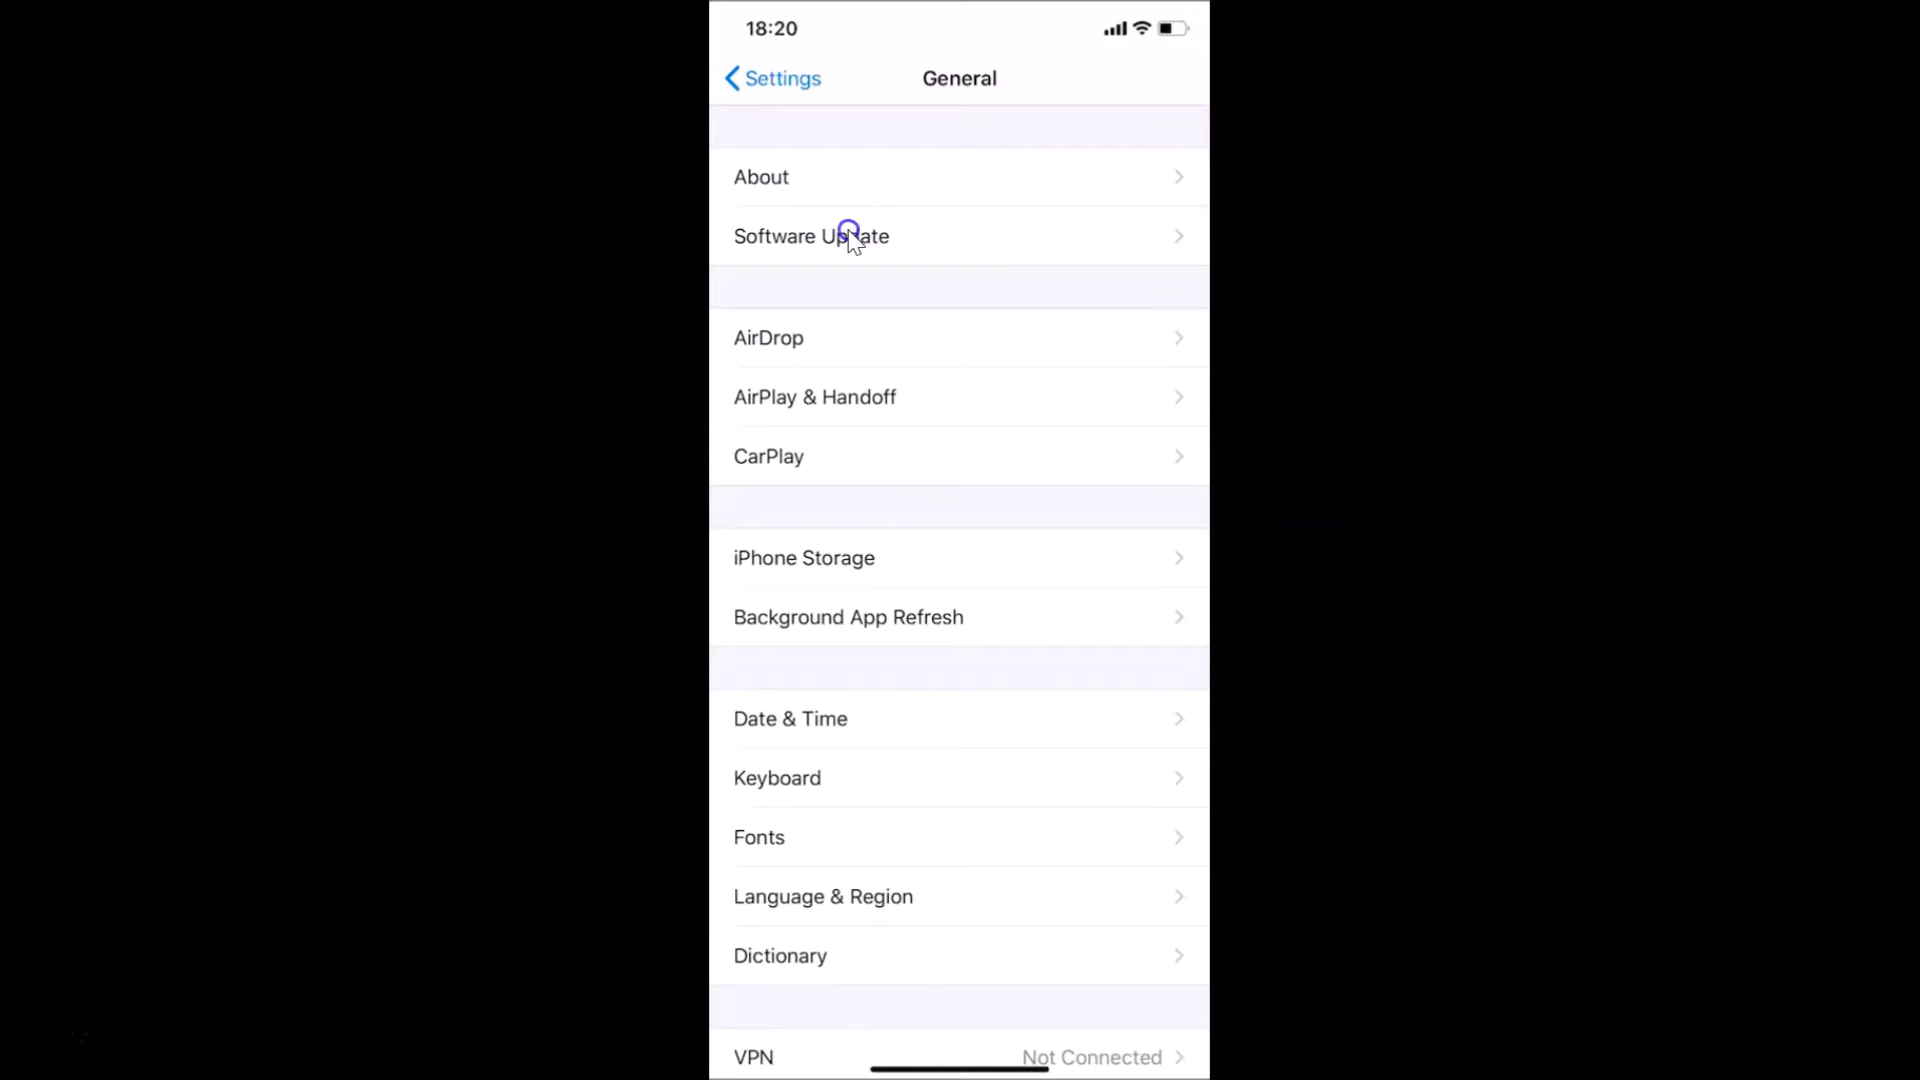 18:20
Settings
General
About
Software Update
AirDrop
AirPlay & Handoff
CarPlay
iPhone Storage
Background App Refresh
Date & Time
Keyboard
Fonts
Language & Region
Dictionary
VPN Not Connected